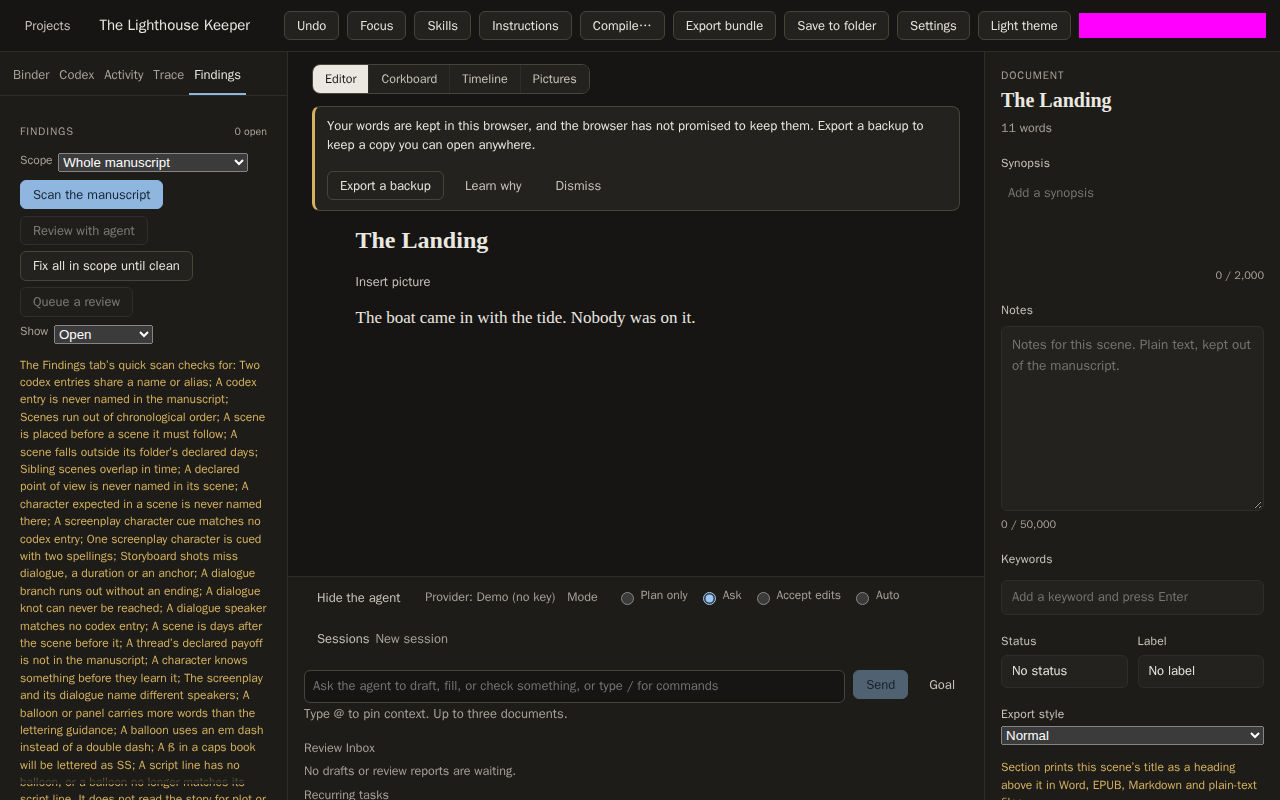 Projects
The Lighthouse Keeper
Undo
Focus
Skills
Instructions
Compile···
Export bundle
Save to folder
Settings
Light theme
Binder
Codex
Activity
Trace
Findings
FINDINGS
0 open
Scope
Whole manuscript
Scan the manuscript
Review with agent
Fix all in scope until clean
Queue a review
Show
Open
The Findings tab's quick scan checks for: Two
codex entries share a name or alias; A codex
entry is never named in the manuscript;
Scenes run out of chronological order; A scene
is placed before a scene it must follow; A
scene falls outside its folder's declared days;
Sibling scenes overlap in time; A declared
point of view is never named in its scene; A
character expected in a scene is never named
there; A screenplay character cue matches no
codex entry; One screenplay character is cued
with two spellings; Storyboard shots miss
dialogue, a duration or an anchor; A dialogue
branch runs out without an ending; A dialogue
knot can never be reached; A dialogue speaker
matches no codex entry; A scene is days after
the scene before it; A thread's declared payoff
is not in the manuscript; A character knows
something before they learn it; The screenplay
and its dialogue name different speakers; A
balloon or panel carries more words than the
lettering guidance; A balloon uses an em dash
instead of a double dash; A ß in a caps book
will be lettered as SS; A script line has no
balloon, or a balloon no longer matches its
script line. It does not read the story for plot or
Editor
Corkboard
Timeline
Pictures
Your words are kept in this browser, and the browser has not promised to keep them. Export a backup to
keep a copy you can open anywhere.
Export a backup
Learn why
Dismiss
The Landing
Insert picture
The boat came in with the tide. Nobody was on it.
Hide the agent
Provider: Demo (no key)
Mode
Plan only
Ask
Accept edits
Auto
Sessions
New session
Ask the agent to draft, fill, or check something, or type / for commands
Send
Goal
Type @ to pin context. Up to three documents.
Review Inbox
No drafts or review reports are waiting.
Recurring tasks
DOCUMENT
The Landing
11 words
Synopsis
Add a synopsis
0 / 2,000
Notes
Notes for this scene. Plain text, kept out
of the manuscript.
0 / 50,000
Keywords
Add a keyword and press Enter
Status
Label
No status
No label
Export style
Normal
Section prints this scene's title as a heading
above it in Word, EPUB, Markdown and plain-text